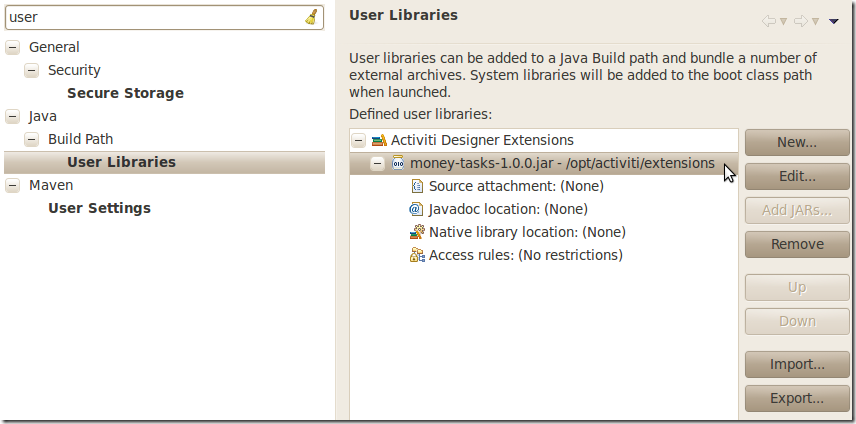 user
General
Security
Secure Storage
Java
Build Path
User Libraries
Maven
User Settings
User Libraries
User libraries can be added to a Java Build path and bundle a number of
external archives. System libraries will be added to the boot class path
when launched.
Defined user libraries:
Activiti Designer Extensions
money-tasks-1.0.0.jar - /opt/activiti/extensions
Source attachment: (None)
Javadoc location: (None)
Native library location: (None)
Access rules: (No restrictions)
New...
Edit...
Add JARs...
Remove
Up
Down
Import...
Export...